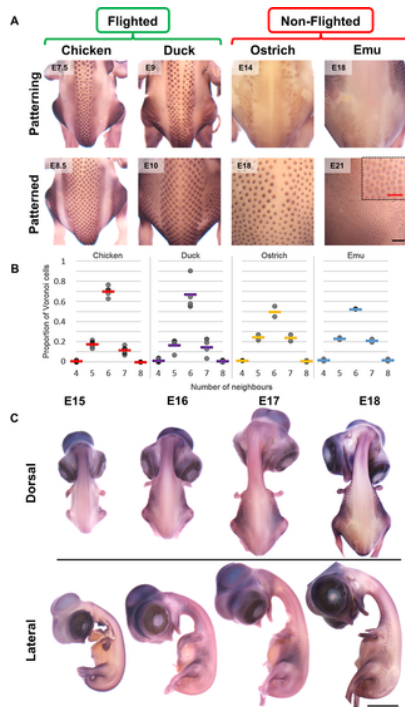 Flighted Non-Flighted
A
Chicken Duck Ostrich Emu
Patterning
E7.5 E9 E14 E18
Patterned
E8.5 E10 E18 E21
B
Chicken Duck Ostrich Emu
Proportion of Voronoi cells
1
0.8
0.6
0.4
0.2
0
4 5 6 7 8 4 5 6 7 8 4 5 6 7 8 4 5 6 7 8
Number of neighbours
E15 E16 E17 E18
C
Dorsal
Lateral